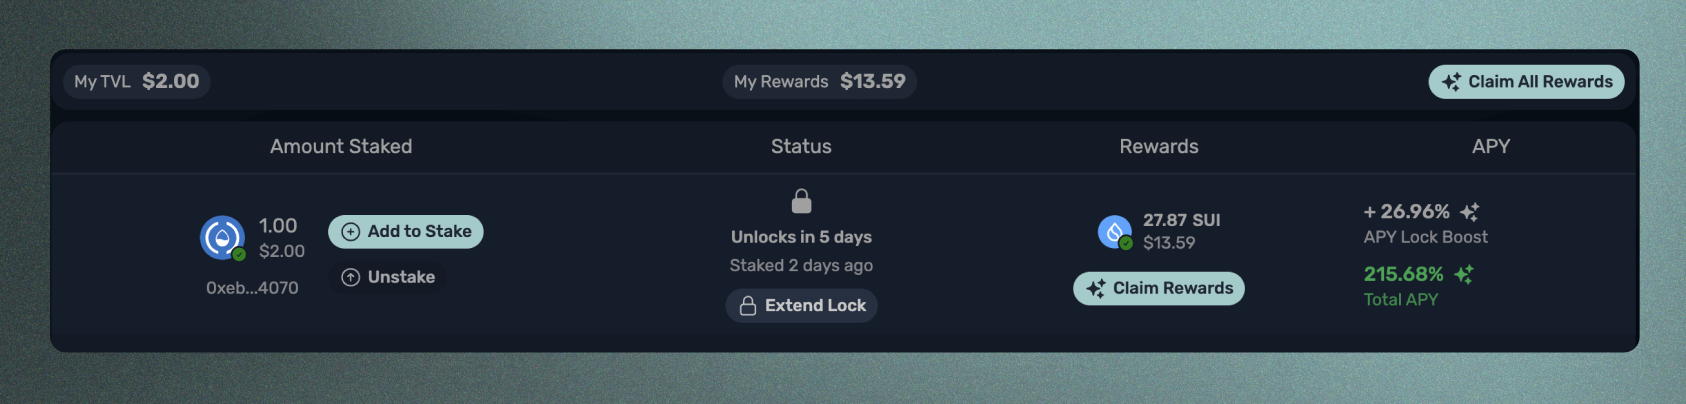 My TVL $2.00
My Rewards $13.59
Claim All Rewards
Amount Staked
Status
Rewards
APY
1.00
$2.00
0xeb...4070
Add to Stake
Unstake
Unlocks in 5 days
Staked 2 days ago
Extend Lock
27.87 SUI
$13.59
Claim Rewards
+ 26.96%
APY Lock Boost
215.68%
Total APY